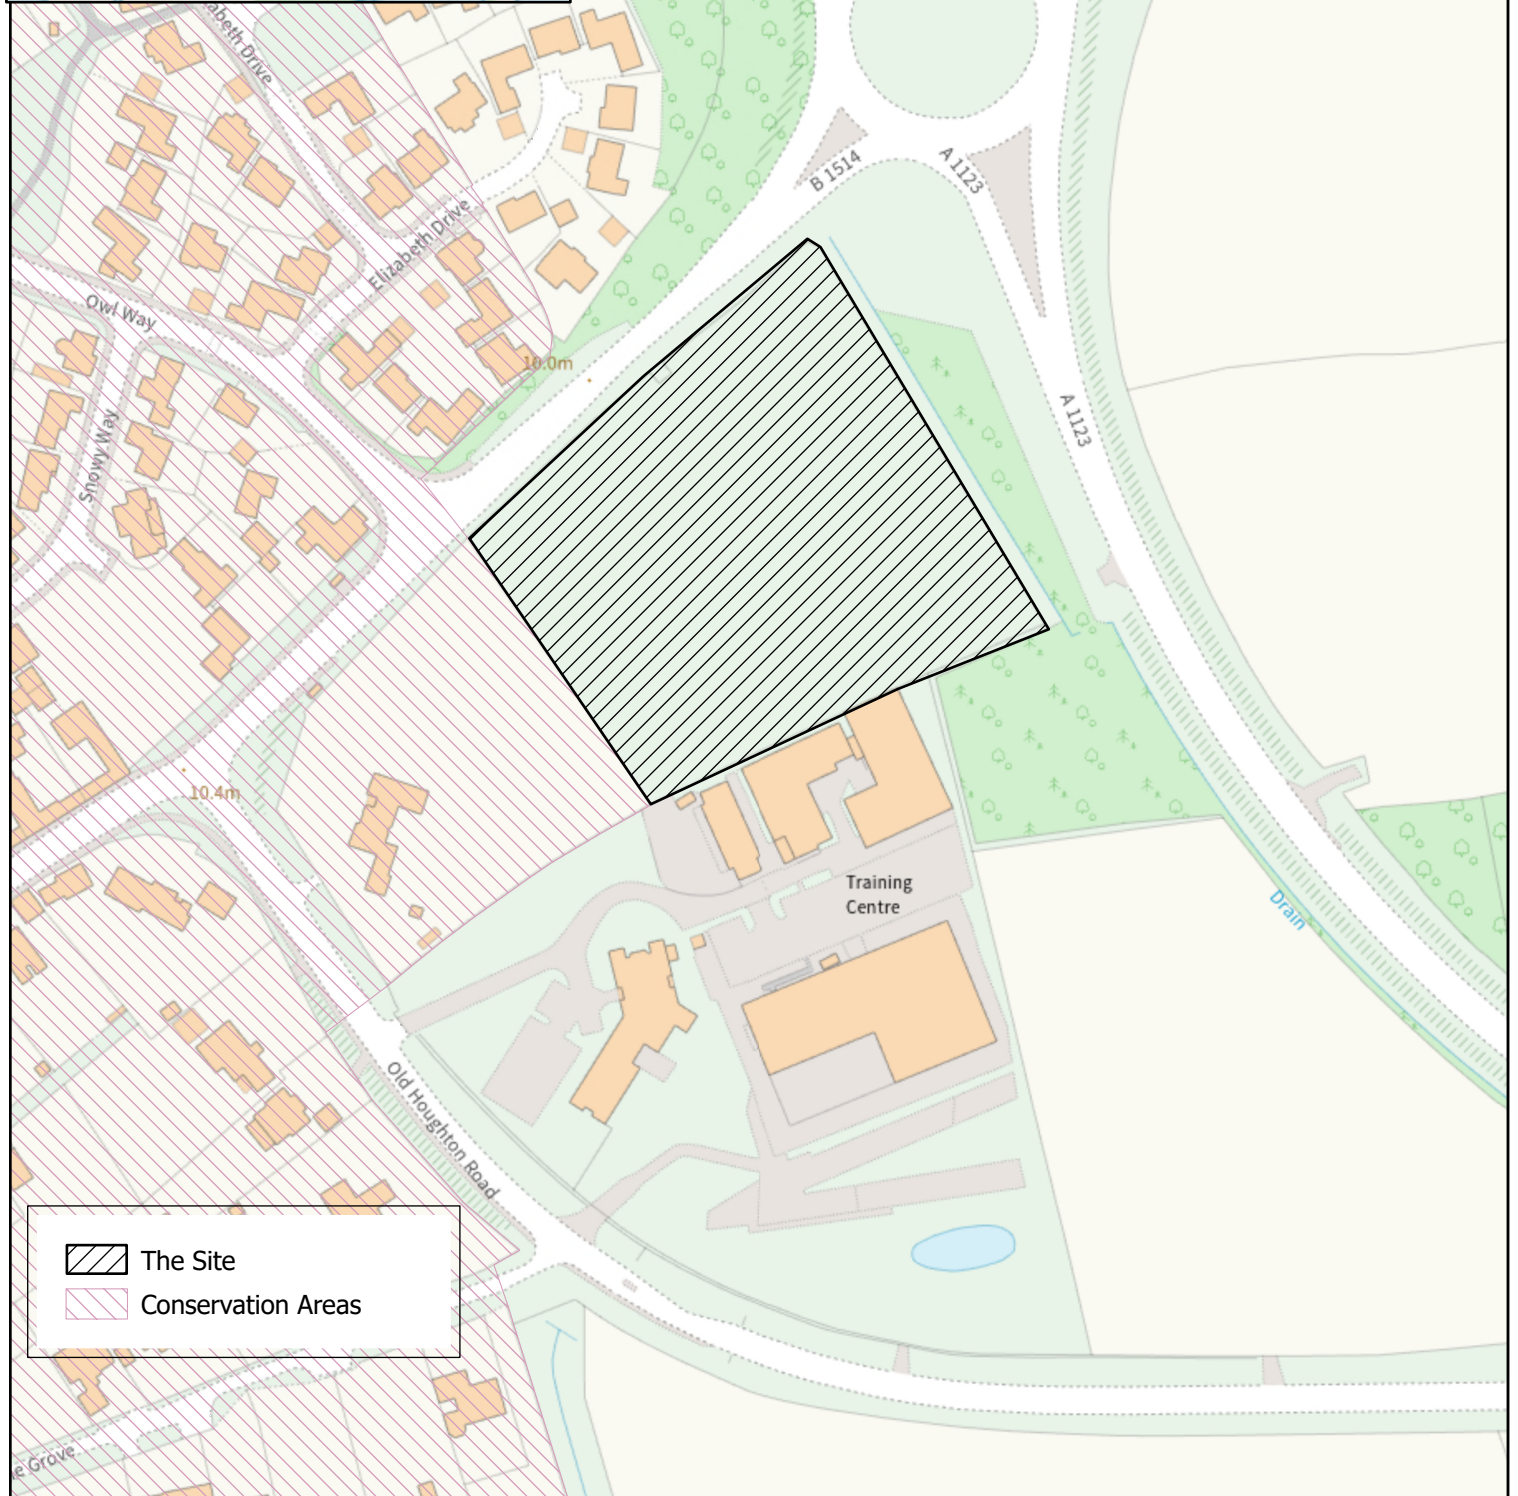 abeth Drive
B 1514
A 1123
Elizabeth Drive
Owl Way
10.0m
A 1123
Snowy Way
10.4m
Training
Centre
Drain
Old Houghton Road
The Site
Conservation Areas
e Grove